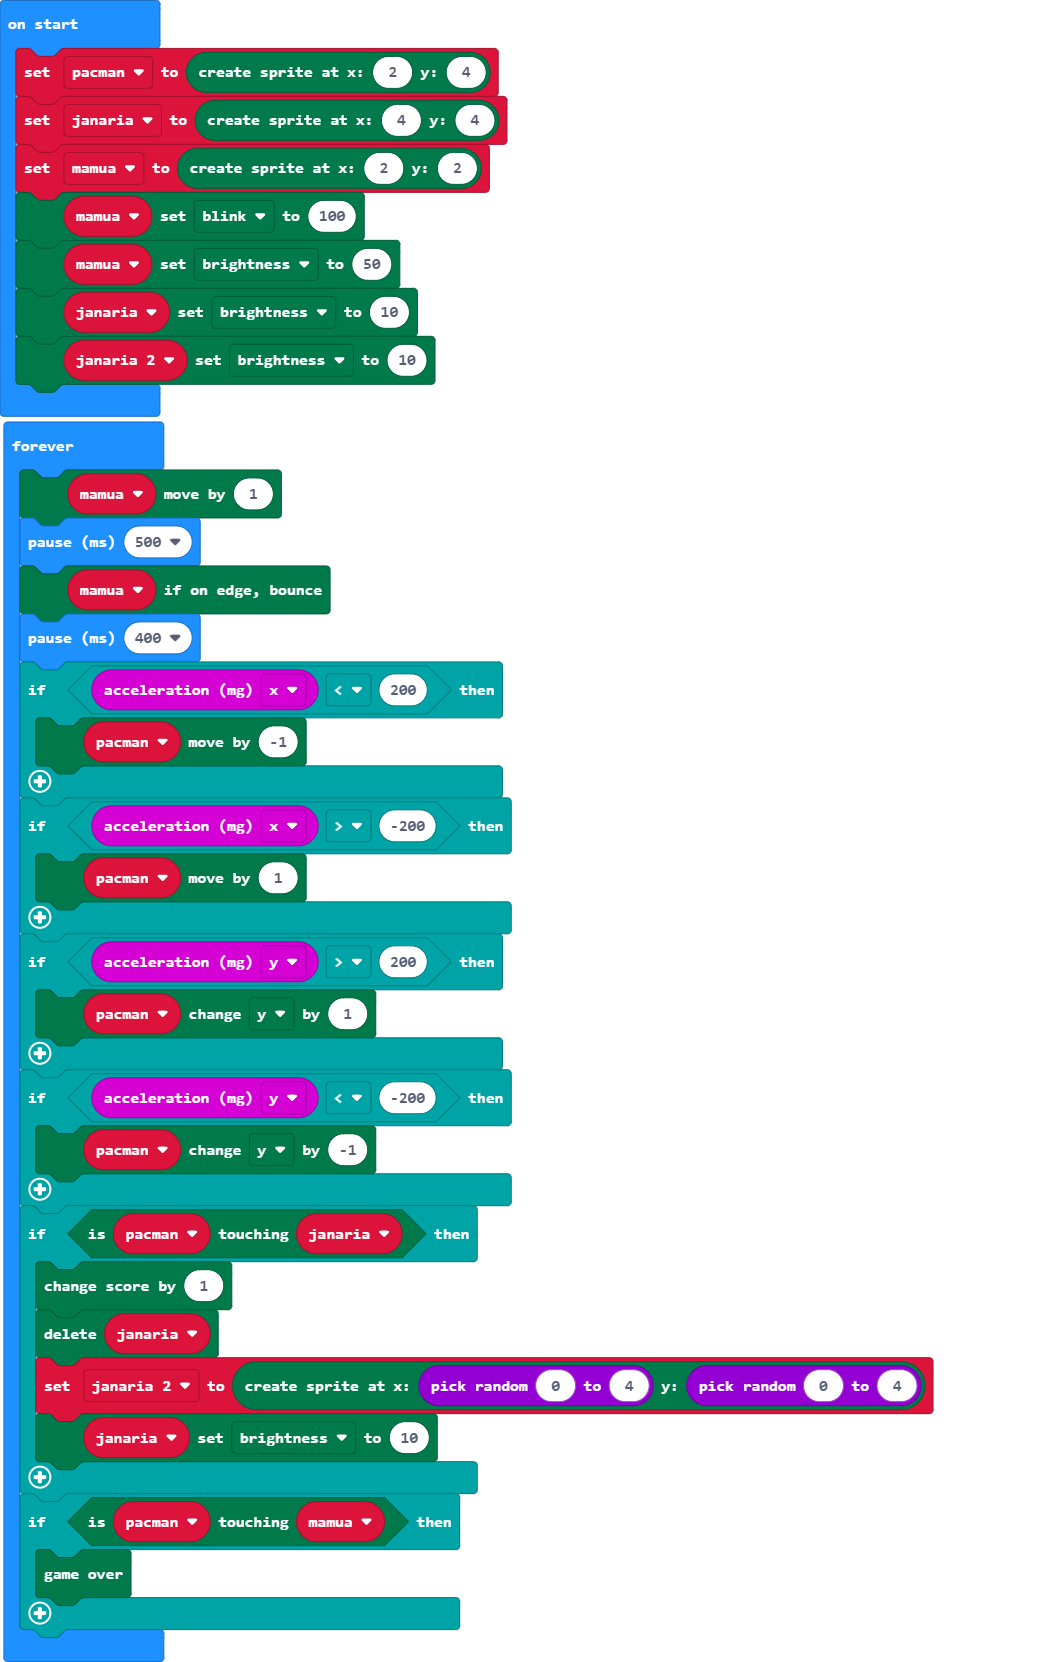 on start
set pacman to create sprite at x: 2 y: 4
set janaria to create sprite at x: 4 y: 4
set mamua to create sprite at x: 2 y: 2
mamua set blink to 100
mamua set brightness to 50
janaria set brightness to 10
janaria 2 set brightness to 10
forever
mamua move by 1
pause (ms) 500
mamua if on edge, bounce
pause (ms) 400
if acceleration (mg) x < 200 then
pacman move by -1
if acceleration (mg) x > -200 then
pacman move by 1
if acceleration (mg) y > 200 then
pacman change y by 1
if acceleration (mg) y < -200 then
pacman change y by -1
if is pacman touching janaria then
change score by 1
delete janaria
set janaria 2 to create sprite at x: pick random 0 to 4 y: pick random 0 to 4
janaria set brightness to 10
if is pacman touching mamua then
game over